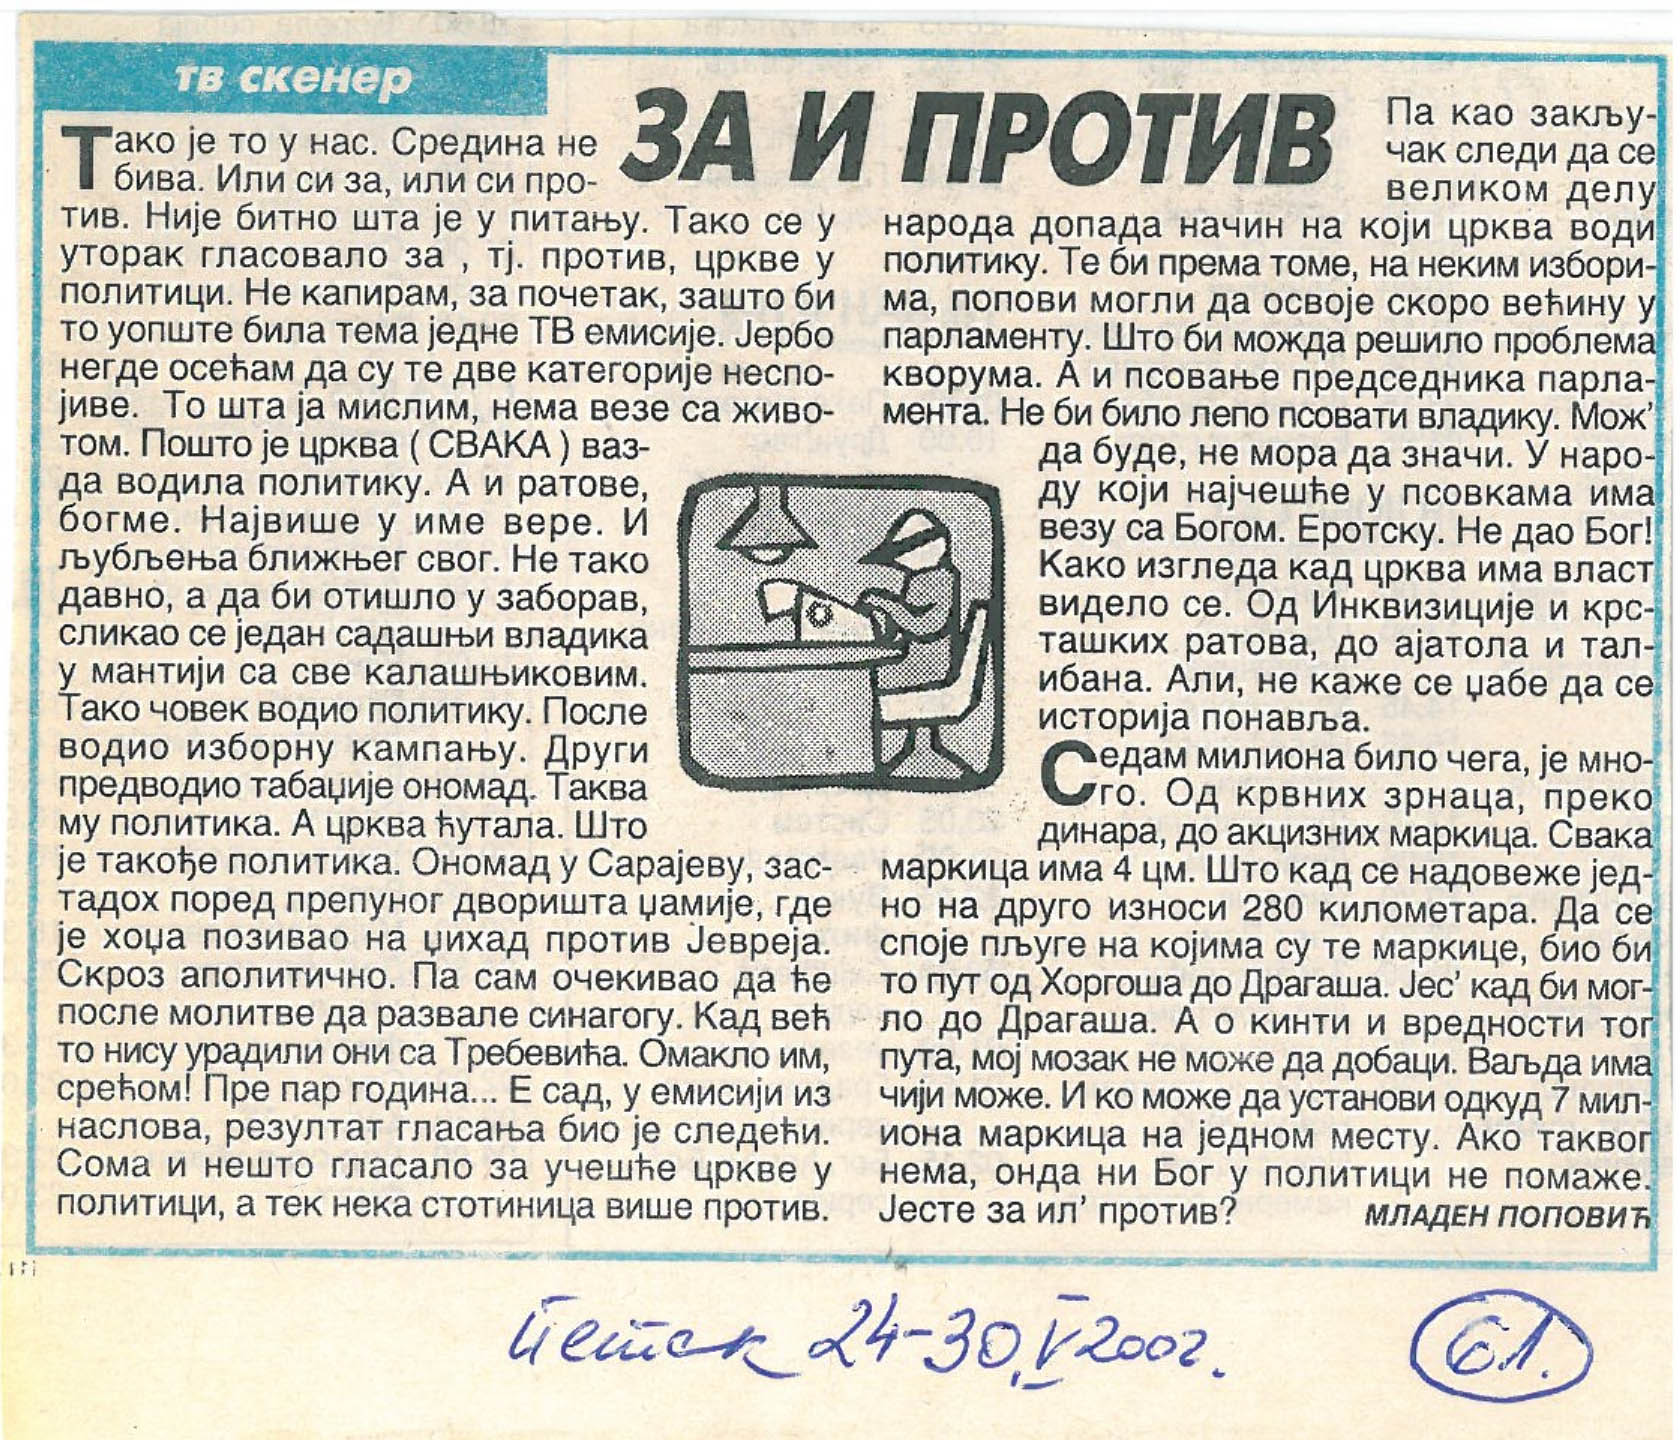 тв скенер
ЗА И ПРОТИВ
Тако је то у нас. Средина не
бива. Или си за, или си про-
тив. Није битно шта је у питању. Тако се у
уторак гласовало за , тј. против, цркве у
политици. Не капирам, за почетак, зашто би
то уопште била тема једне ТВ емисије. Јербо
негде осећам да су те две категорије неспо-
јиве. То шта ја мислим, нема везе са живо-
том. Пошто је црква ( СВАКА ) ваз-
да водила политику. А и ратове,
богме. Највише у име вере. И
љубљења ближњег свог. Не тако
давно, а да би отишло у заборав,
сликао се један садашњи владика
у мантији са све калашњиковим.
Тако човек водио политику. После
водио изборну кампању. Други
предводио табаџије ономад. Таква
му политика. А црква ћутала. Што
је такође политика. Ономад у Сарајеву, зас-
тадох поред препуног дворишта џамије, где
је хоџа позивао на џихад против Јевреја.
Скроз аполитично. Па сам очекивао да ће
после молитве да развале синагогу. Кад већ
то нису урадили они са Требевића. Омакло им,
срећом! Пре пар година... Е сад, у емисији из
наслова, резултат гласања био је следећи.
Сома и нешто гласало за учешће цркве у
политици, а тек нека стотиница више против.
Па као закљу-
чак следи да се
великом делу
народа допада начин на који црква води
политику. Те би према томе, на неким избори-
ма, попови могли да освоје скоро већину у
парламенту. Што би можда решило проблема
кворума. А и псовање председника парла-
мента. Не би било лепо псовати владику. Мож'
да буде, не мора да значи. У наро-
ду који најчешће у псовкама има
везу са Богом. Еротску. Не дао Бог!
Како изгледа кад црква има власт
видело се. Од Инквизиције и крс-
ташких ратова, до ајатола и тал-
ибана. Али, не каже се џабе да се
историја понавља.
Седам милиона било чега, је мно-
го. Од крвних зрнаца, преко
динара, до акцизних маркица. Свака
маркица има 4 цм. Што кад се надовеже јед-
но на друго износи 280 километара. Да се
споје пљуге на којима су те маркице, био би
то пут од Хоргоша до Драгаша. Јес' кад би мог-
ло до Драгаша. А о кинти и вредности тог
пута, мој мозак не може да добаци. Ваљда има
чији може. И ко може да установи одкуд 7 мил-
иона маркица на једном месту. Ако таквог
нема, онда ни Бог у политици не помаже.
Јесте за ил' против? МЛАДЕН ПОПОВИЋ
Петак 24-30. V 2002. 61.